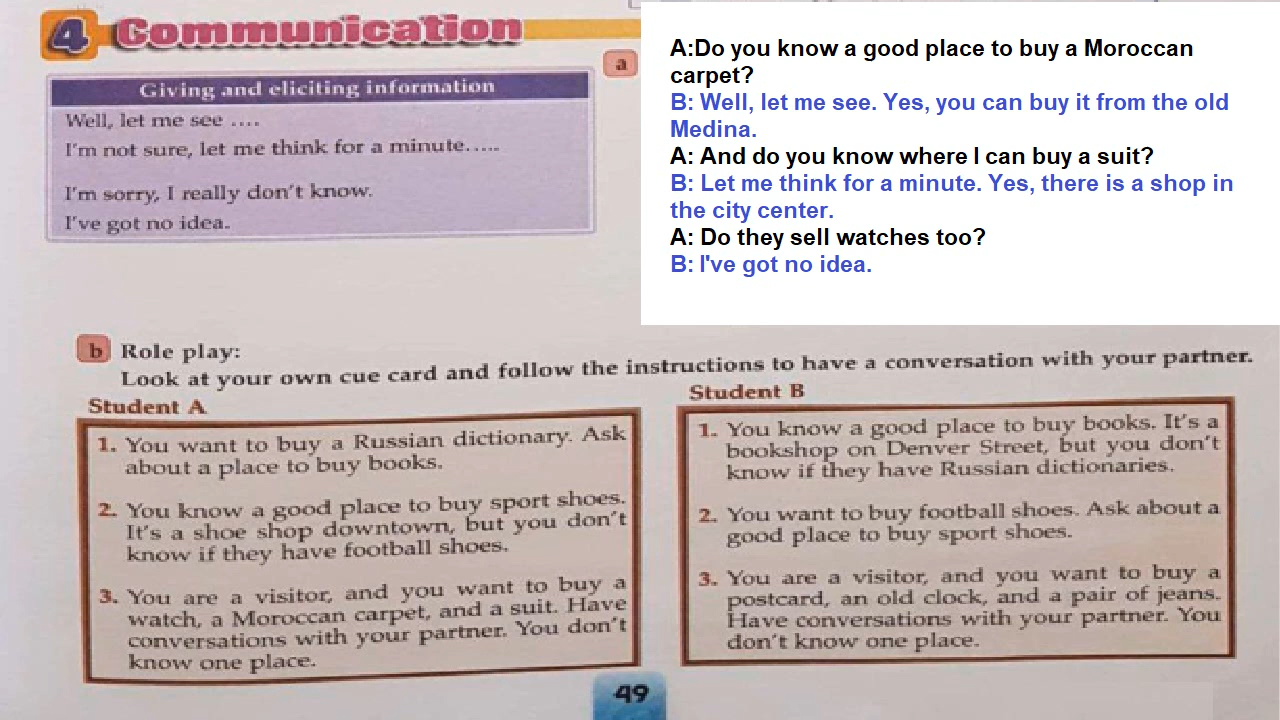 4 Communication
Giving and eliciting information
Well, let me see ....
I'm not sure, let me think for a minute.....
I'm sorry, I really don't know.
I've got no idea.
a
A:Do you know a good place to buy a Moroccan
carpet?
B: Well, let me see. Yes, you can buy it from the old
Medina.
A: And do you know where I can buy a suit?
B: Let me think for a minute. Yes, there is a shop in
the city center.
A: Do they sell watches too?
B: I've got no idea.
b Role play:
Look at your own cue card and follow the instructions to have a conversation with your partner.
Student A
1. You want to buy a Russian dictionary. Ask
about a place to buy books.
2. You know a good place to buy sport shoes.
It's a shoe shop downtown, but you don't
know if they have football shoes.
3. You are a visitor, and you want to buy a
watch, a Moroccan carpet, and a suit. Have
conversations with your partner. You don't
know one place.
Student B
1. You know a good place to buy books. It's a
bookshop on Denver Street, but you don't
know if they have Russian dictionaries.
2. You want to buy football shoes. Ask about a
good place to buy sport shoes.
3. You are a visitor, and you want to buy a
postcard, an old clock, and a pair of jeans.
Have conversations with your partner. You
don't know one place.
49